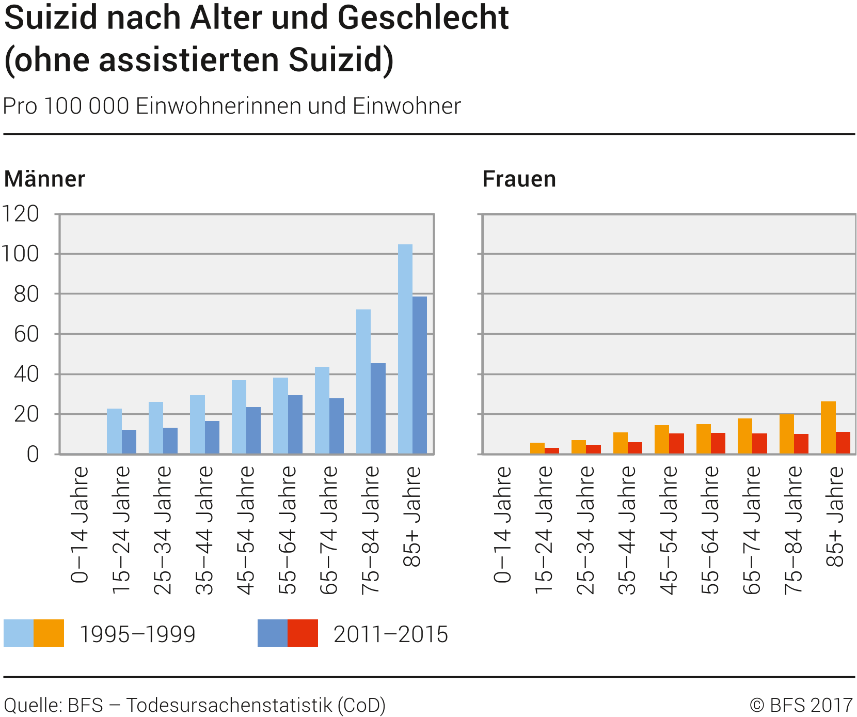 Suizid nach Alter und Geschlecht
(ohne assistierten Suizid)
Pro 100 000 Einwohnerinnen und Einwohner
Männer
Frauen
120
100
80
60
40
20
0
0–14 Jahre
15–24 Jahre
25–34 Jahre
35–44 Jahre
45–54 Jahre
55–64 Jahre
65–74 Jahre
75–84 Jahre
85+ Jahre
0–14 Jahre
15–24 Jahre
25–34 Jahre
35–44 Jahre
45–54 Jahre
55–64 Jahre
65–74 Jahre
75–84 Jahre
85+ Jahre
1995–1999
2011–2015
Quelle: BFS – Todesursachenstatistik (CoD)
© BFS 2017